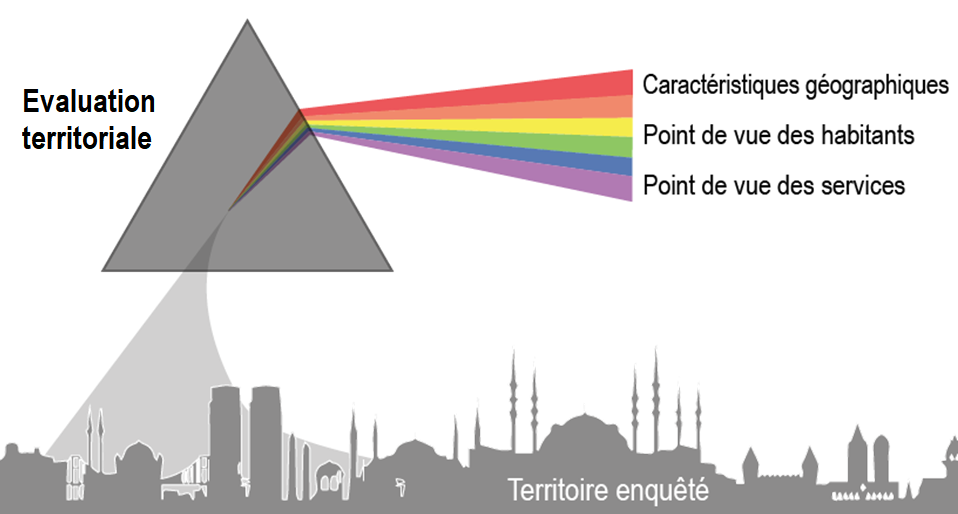 Evaluation
territoriale
Caractéristiques géographiques
Point de vue des habitants
Point de vue des services
Territoire enquêté